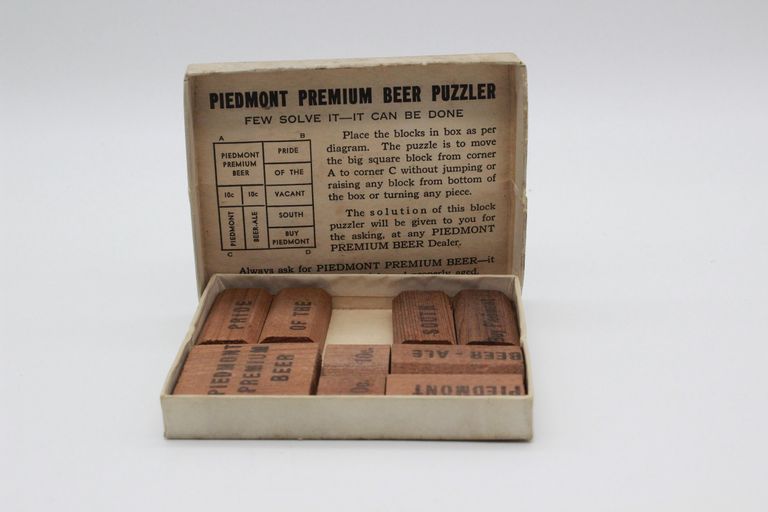 PIEDMONT PREMIUM BEER PUZZLER
FEW SOLVE IT—IT CAN BE DONE
A B
PIEDMONT
PREMIUM
BEER
PRIDE
OF THE
10c 10c
VACANT
PIEDMONT
BEER-ALE
SOUTH
BUY
PIEDMONT
C D
Place the blocks in box as per
diagram. The puzzle is to move
the big square block from corner
A to corner C without jumping or
raising any block from bottom of
the box or turning any piece.
The solution of this block
puzzler will be given to you for
the asking, at any PIEDMONT
PREMIUM BEER Dealer.
Always ask for PIEDMONT PREMIUM BEER—it
properly aged.
PRIDE
OF THE
SOUTH
Buy Piedmont
PIEDMONT
PREMIUM
BEER
10c.
0c.
BEER - ALE
PIEDMONT